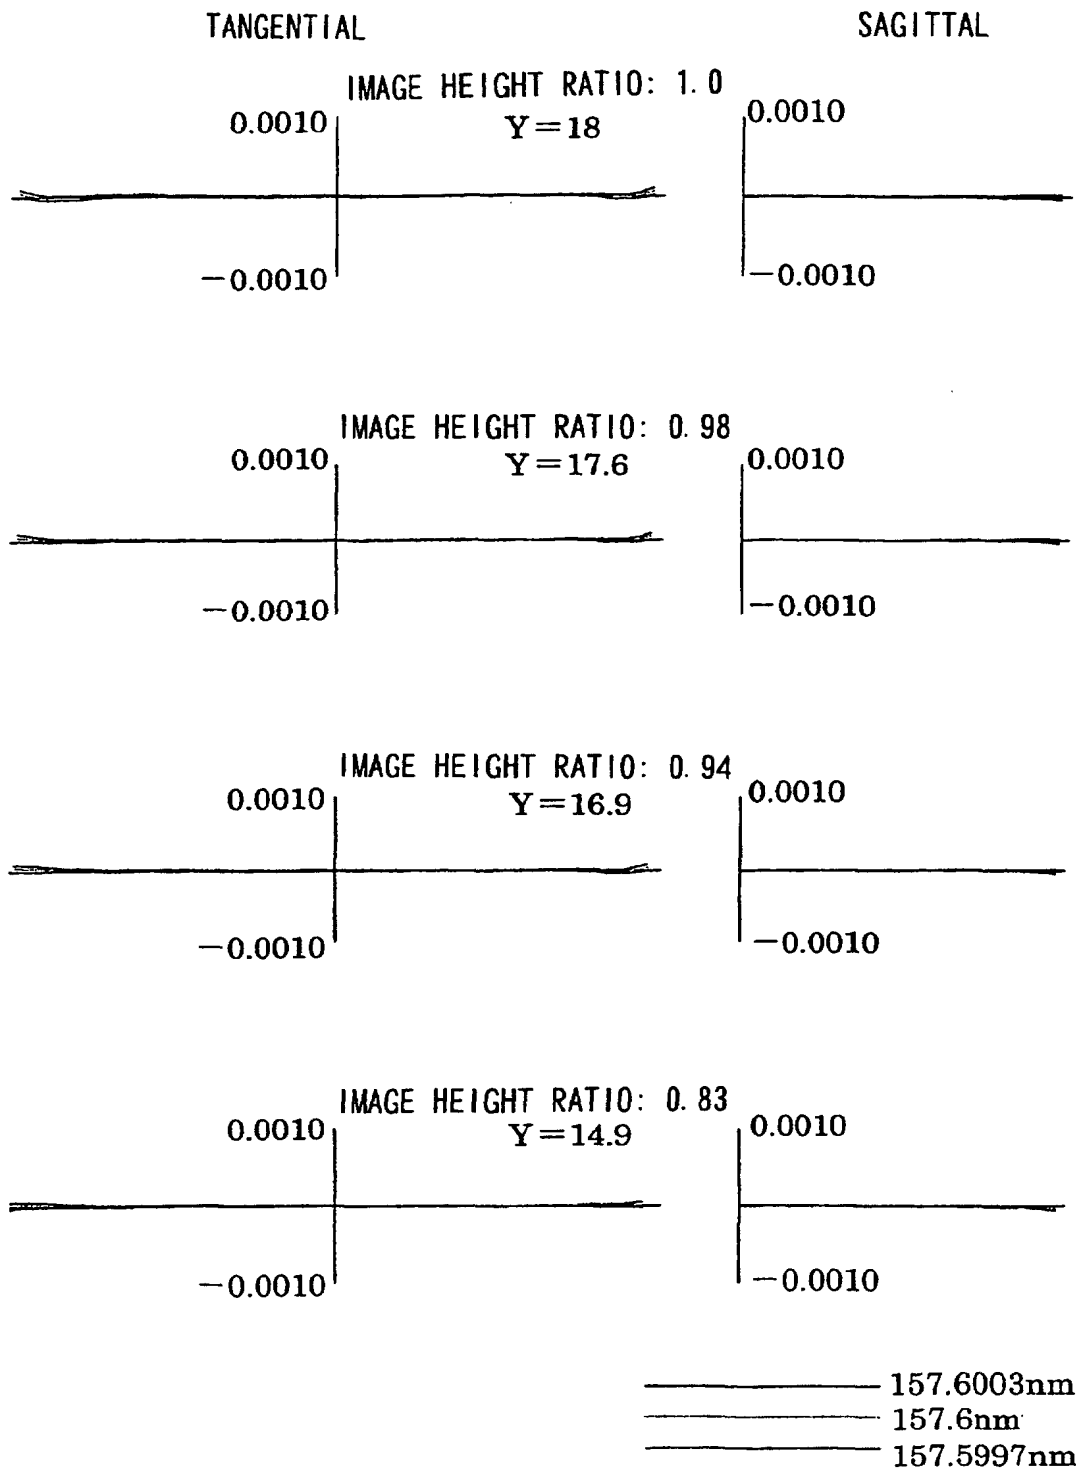 TANGENTIAL SAGITTAL
IMAGE HEIGHT RATIO: 1.0
0.0010 Y=18 0.0010
−0.0010 −0.0010
IMAGE HEIGHT RATIO: 0.98
0.0010 Y=17.6 0.0010
−0.0010 −0.0010
IMAGE HEIGHT RATIO: 0.94
0.0010 Y=16.9 0.0010
−0.0010 −0.0010
IMAGE HEIGHT RATIO: 0.83
0.0010 Y=14.9 0.0010
−0.0010 −0.0010
157.6003nm
157.6nm
157.5997nm